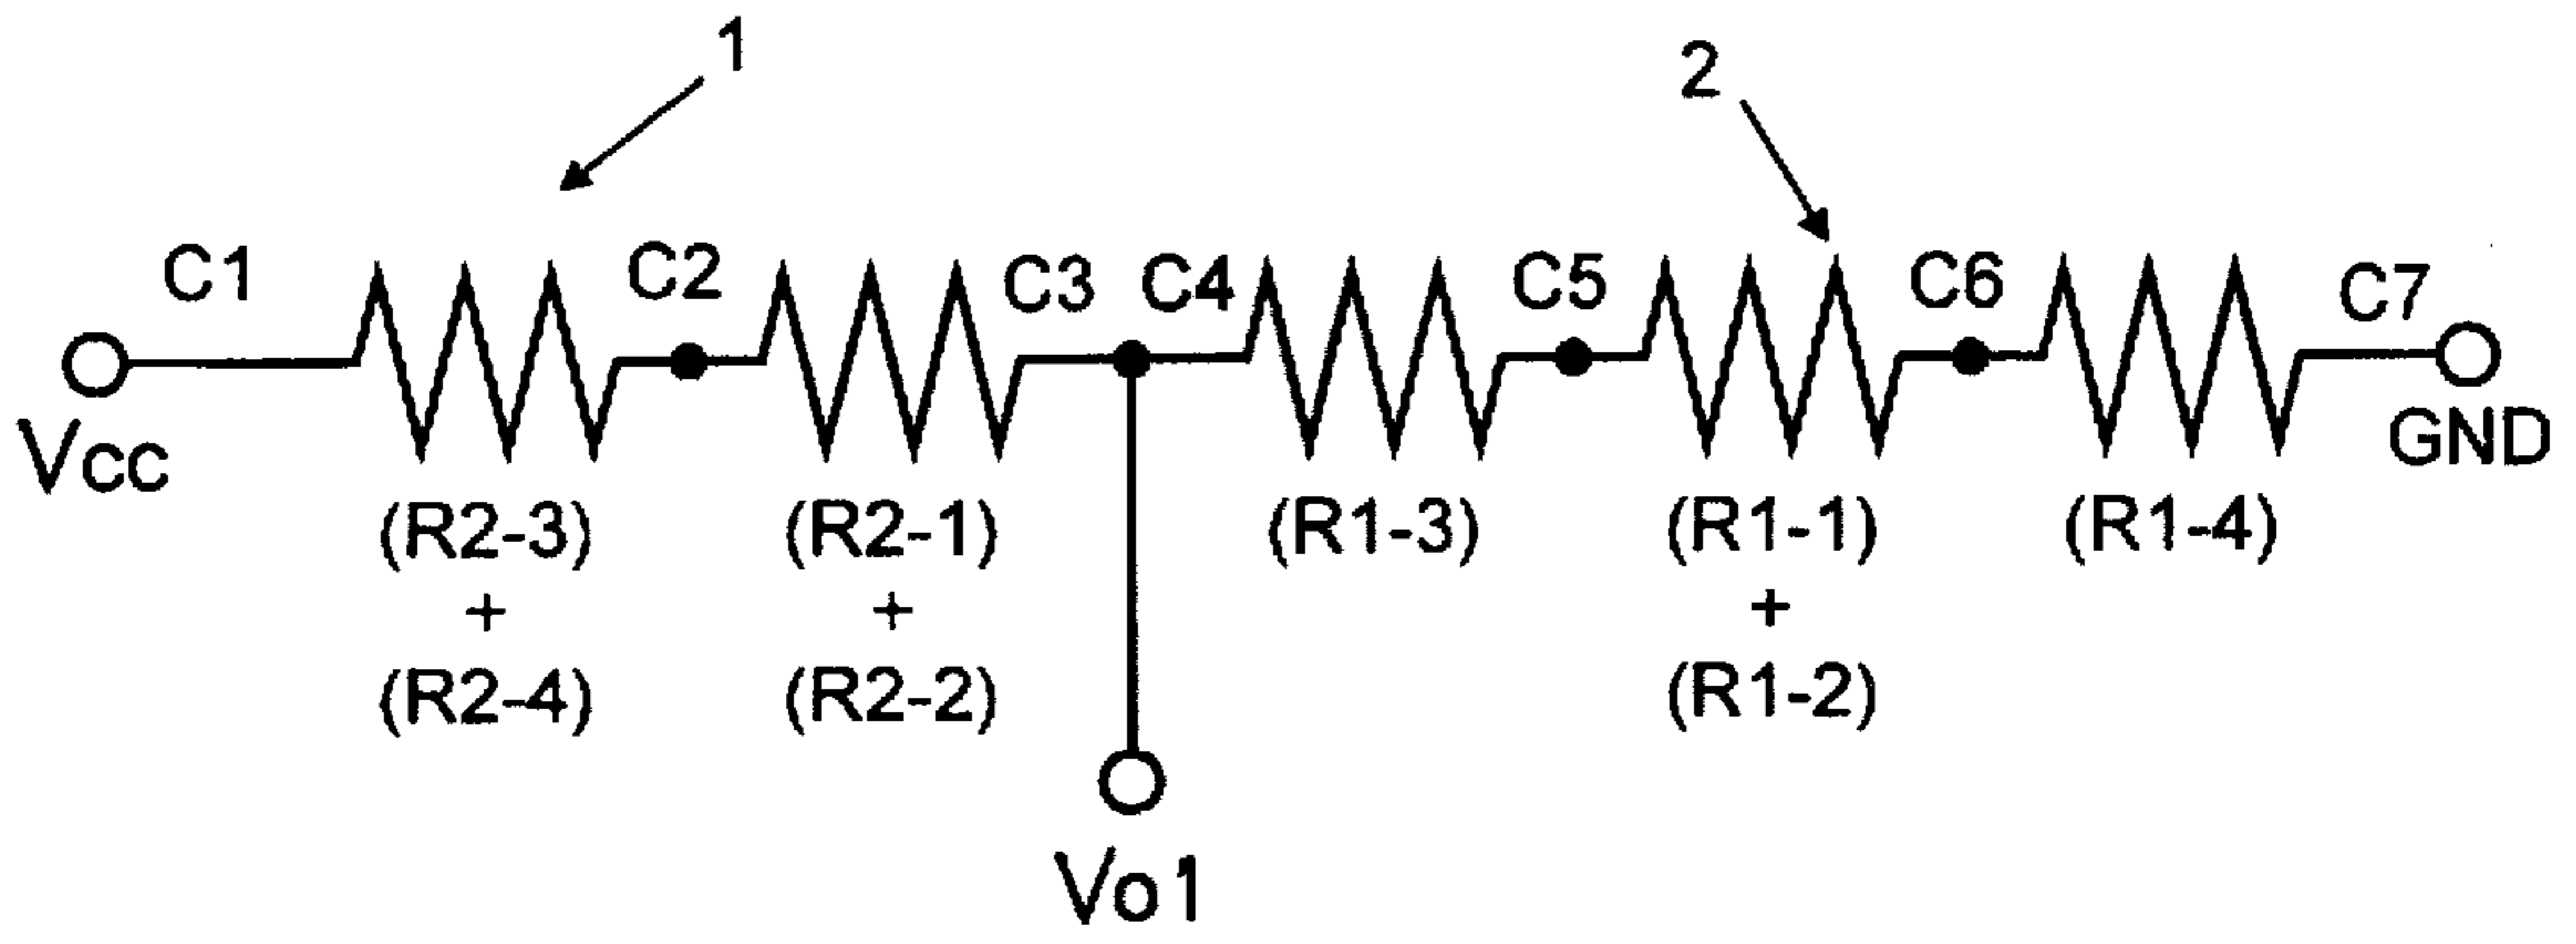 1
2
C1
C2
C3
C4
C5
C6
C7
Vcc
GND
(R2-3)
+
(R2-4)
(R2-1)
+
(R2-2)
(R1-3)
(R1-1)
+
(R1-2)
(R1-4)
Vo1